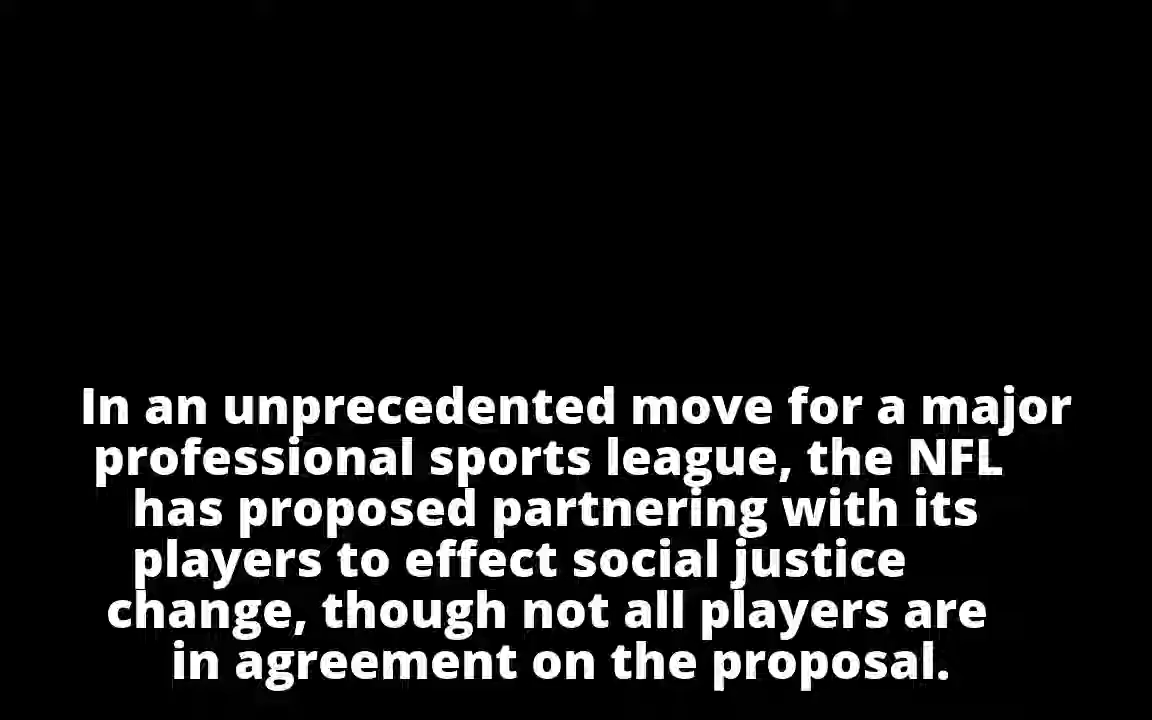 In an unprecedented move for a major
professional sports league, the NFL
has proposed partnering with its
players to effect social justice
change, though not all players are
in agreement on the proposal.